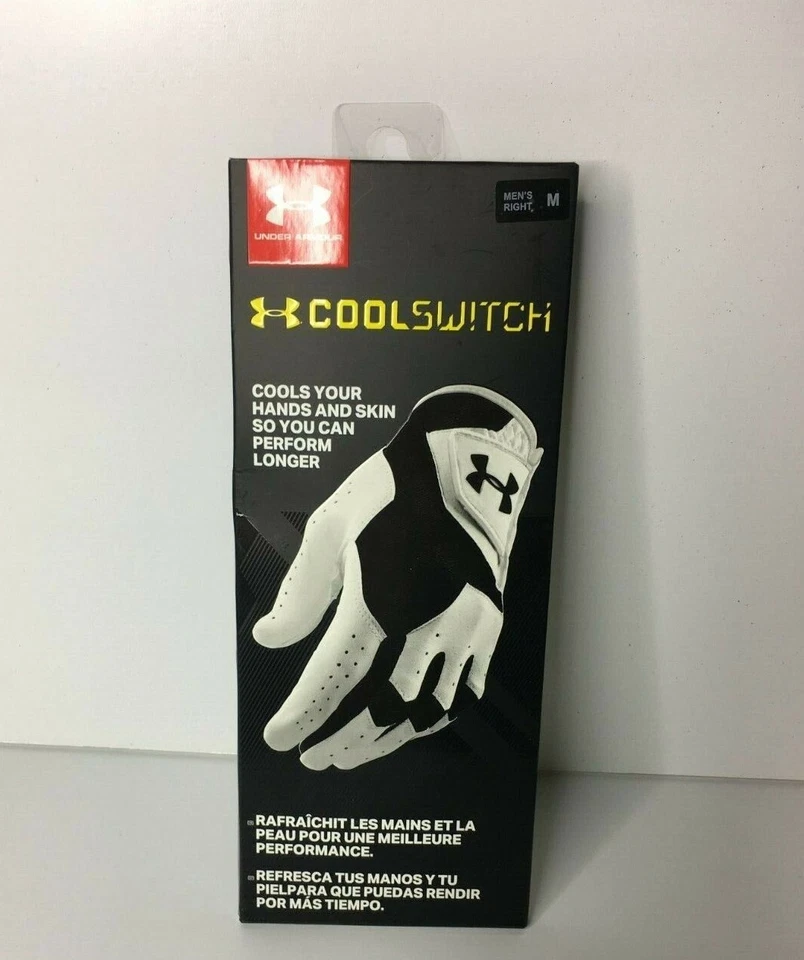 UNDER ARMOUR
MEN'S
RIGHT
M
COOLSWITCH
COOLS YOUR
HANDS AND SKIN
SO YOU CAN
PERFORM
LONGER
RAFRAÎCHIT LES MAINS ET LA
PEAU POUR UNE MEILLEURE
PERFORMANCE.
REFRESCA TUS MANOS Y TU
PIELPARA QUE PUEDAS RENDIR
POR MÁS TIEMPO.